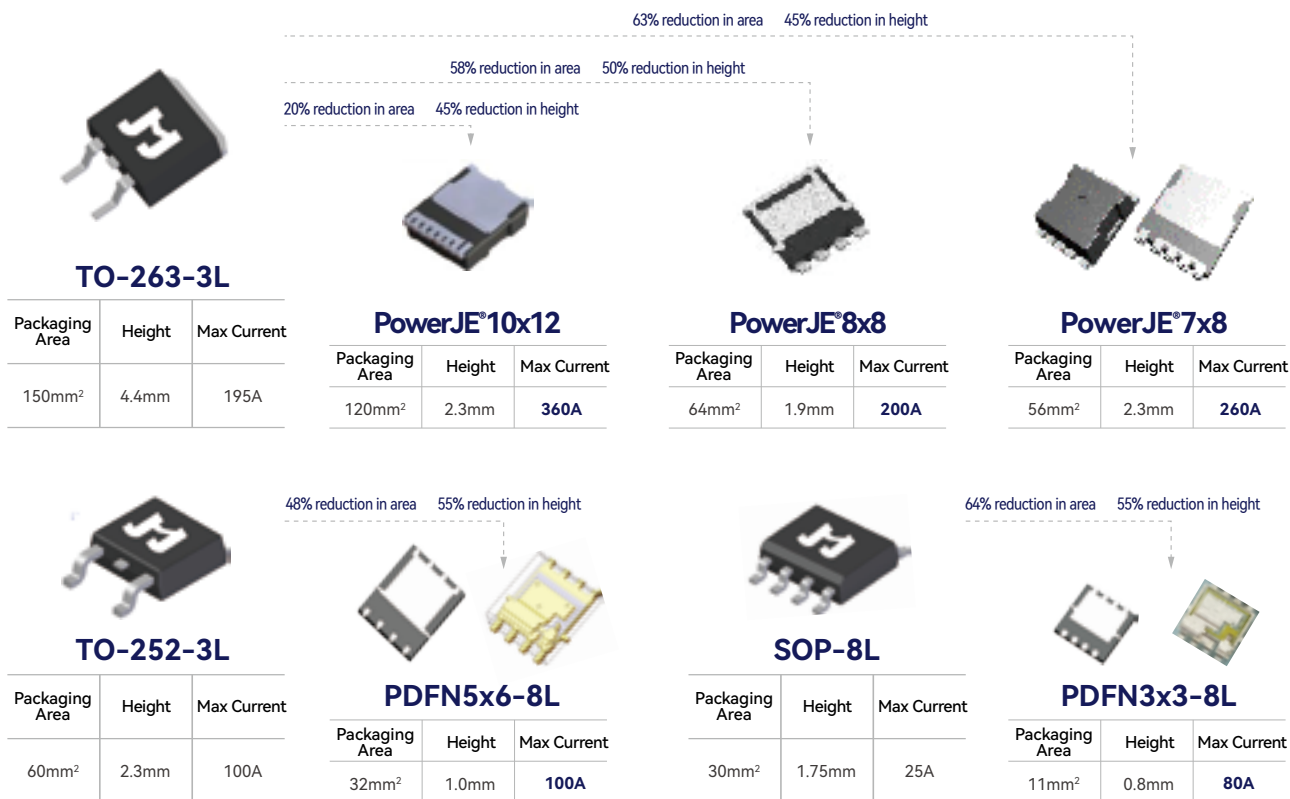 63% reduction in area 45% reduction in height
58% reduction in area 50% reduction in height
20% reduction in area 45% reduction in height
TO-263-3L
Packaging Area Height Max Current
150mm² 4.4mm 195A
PowerJE®10x12
Packaging Area Height Max Current
120mm² 2.3mm 360A
PowerJE®8x8
Packaging Area Height Max Current
64mm² 1.9mm 200A
PowerJE®7x8
Packaging Area Height Max Current
56mm² 2.3mm 260A
48% reduction in area 55% reduction in height
TO-252-3L
Packaging Area Height Max Current
60mm² 2.3mm 100A
PDFN5x6-8L
Packaging Area Height Max Current
32mm² 1.0mm 100A
64% reduction in area 55% reduction in height
SOP-8L
Packaging Area Height Max Current
30mm² 1.75mm 25A
PDFN3x3-8L
Packaging Area Height Max Current
11mm² 0.8mm 80A